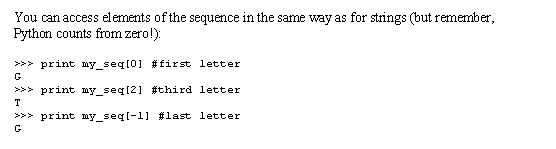 You can access elements of the sequence in the same way as for strings (but remember,
Python counts from zero!):
>>> print my_seq[0] #first letter
G
>>> print my_seq[2] #third letter
T
>>> print my_seq[-1] #last letter
G